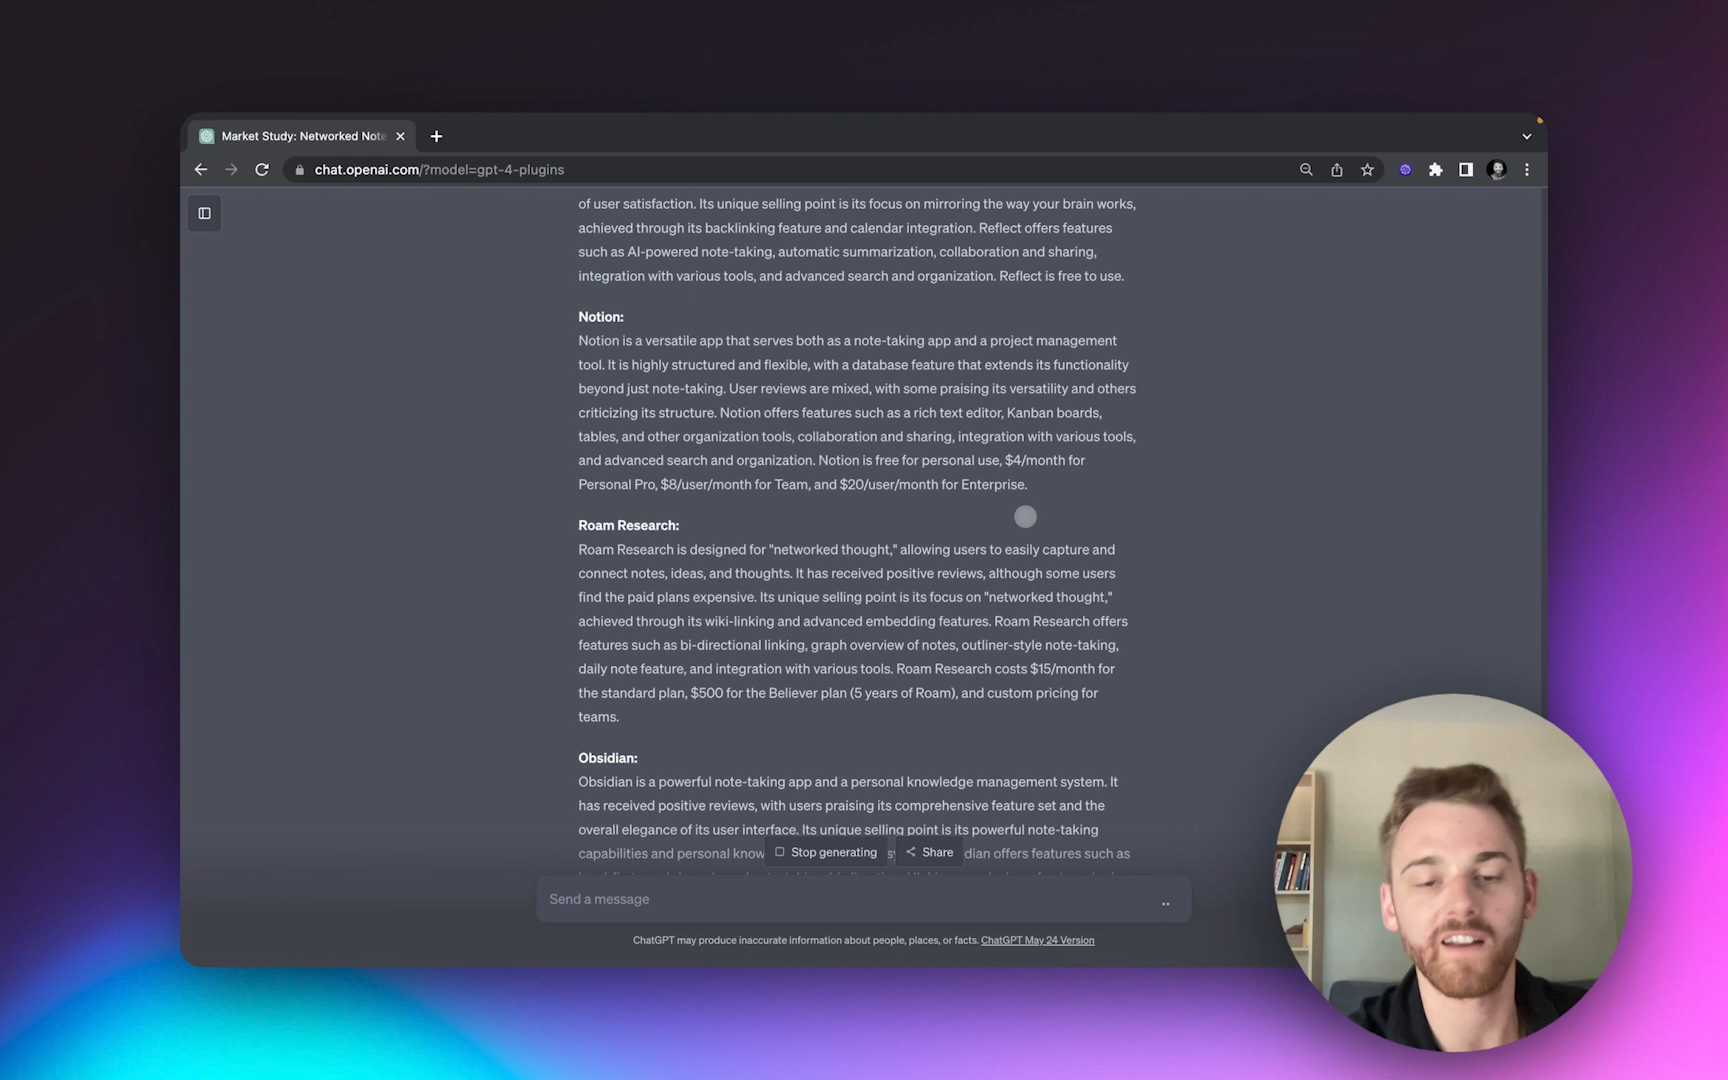 Market Study: Networked Note
chat.openai.com/?model=gpt-4-plugins
of user satisfaction. Its unique selling point is its focus on mirroring the way your brain works,
achieved through its backlinking feature and calendar integration. Reflect offers features
such as AI-powered note-taking, automatic summarization, collaboration and sharing,
integration with various tools, and advanced search and organization. Reflect is free to use.
Notion:
Notion is a versatile app that serves both as a note-taking app and a project management
tool. It is highly structured and flexible, with a database feature that extends its functionality
beyond just note-taking. User reviews are mixed, with some praising its versatility and others
criticizing its structure. Notion offers features such as a rich text editor, Kanban boards,
tables, and other organization tools, collaboration and sharing, integration with various tools,
and advanced search and organization. Notion is free for personal use, $4/month for
Personal Pro, $8/user/month for Team, and $20/user/month for Enterprise.
Roam Research:
Roam Research is designed for "networked thought," allowing users to easily capture and
connect notes, ideas, and thoughts. It has received positive reviews, although some users
find the paid plans expensive. Its unique selling point is its focus on "networked thought,"
achieved through its wiki-linking and advanced embedding features. Roam Research offers
features such as bi-directional linking, graph overview of notes, outliner-style note-taking,
daily note feature, and integration with various tools. Roam Research costs $15/month for
the standard plan, $500 for the Believer plan (5 years of Roam), and custom pricing for
teams.
Obsidian:
Obsidian is a powerful note-taking app and a personal knowledge management system. It
has received positive reviews, with users praising its comprehensive feature set and the
overall elegance of its user interface. Its unique selling point is its powerful note-taking
capabilities and personal know
dian offers features such as
Stop generating
Share
Send a message
ChatGPT may produce inaccurate information about people, places, or facts. ChatGPT May 24 Version